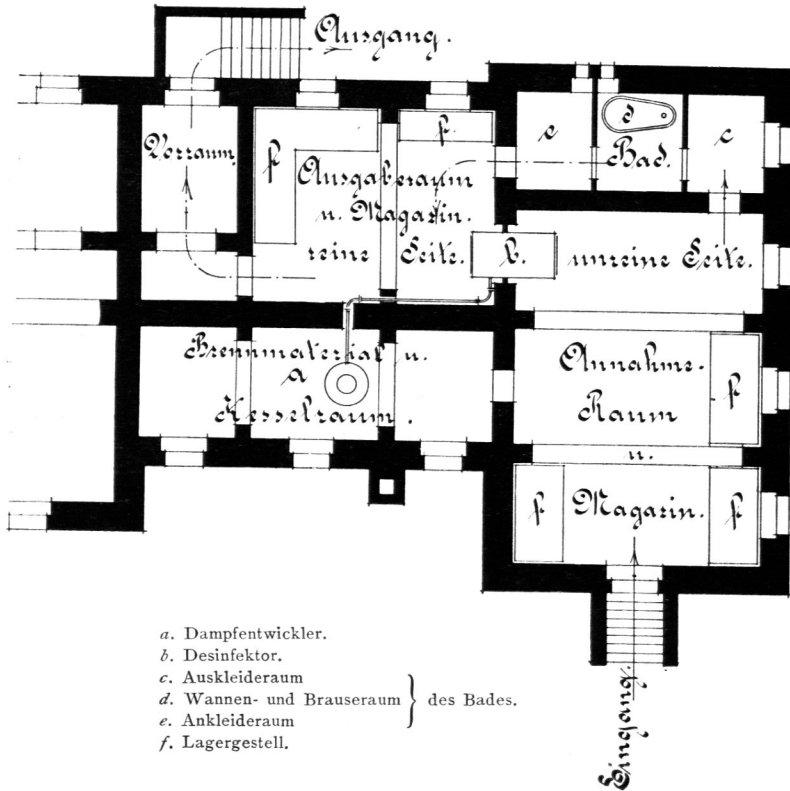 Ausgang.
Vorraum.
f
Ausgaberaum
u. Magazin.
reine Seite.
f.
e
d
Bad.
c
b.
unreine Seite.
Brennmaterial u.
a
Kesselraum.
Annahme-
Raum
u.
Magazin.
f
f
f
Eingang.
a. Dampfentwickler.
b. Desinfektor.
c. Auskleideraum
d. Wannen- und Brauseraum } des Bades.
e. Ankleideraum
f. Lagergestell.